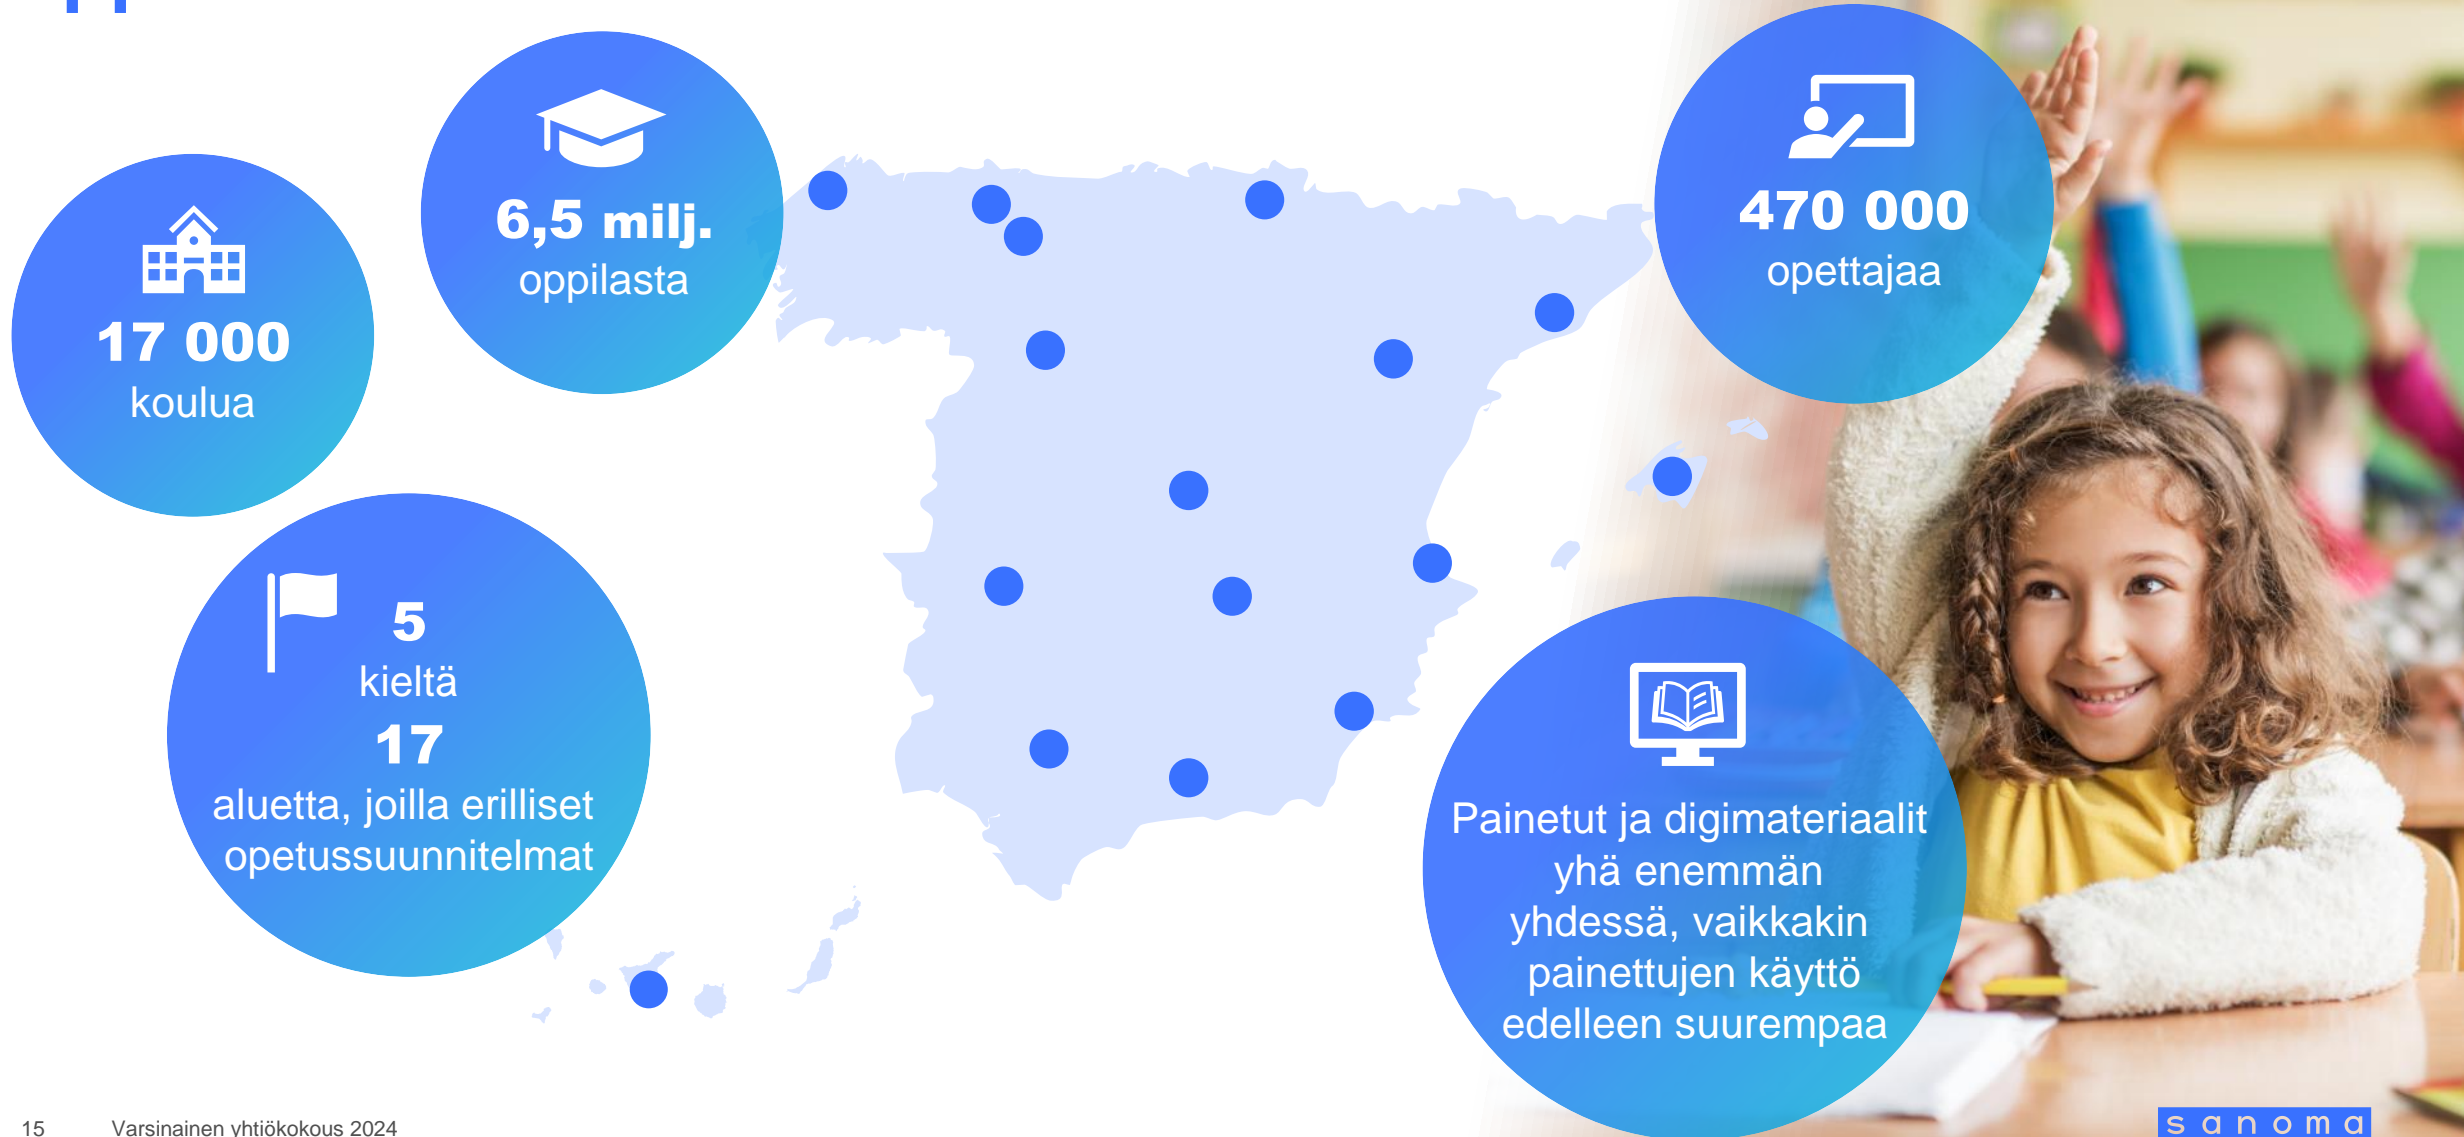 6,5 milj.
oppilasta
17 000
koulua
470 000
opettajaa
5
kieltä
17
aluetta, joilla erilliset
opetussuunnitelmat
Painetut ja digimateriaalit
yhä enemmän
yhdessä, vaikkakin
painettujen käyttö
edelleen suurempaa
15 Varsinainen yhtiökokous 2024
sanoma